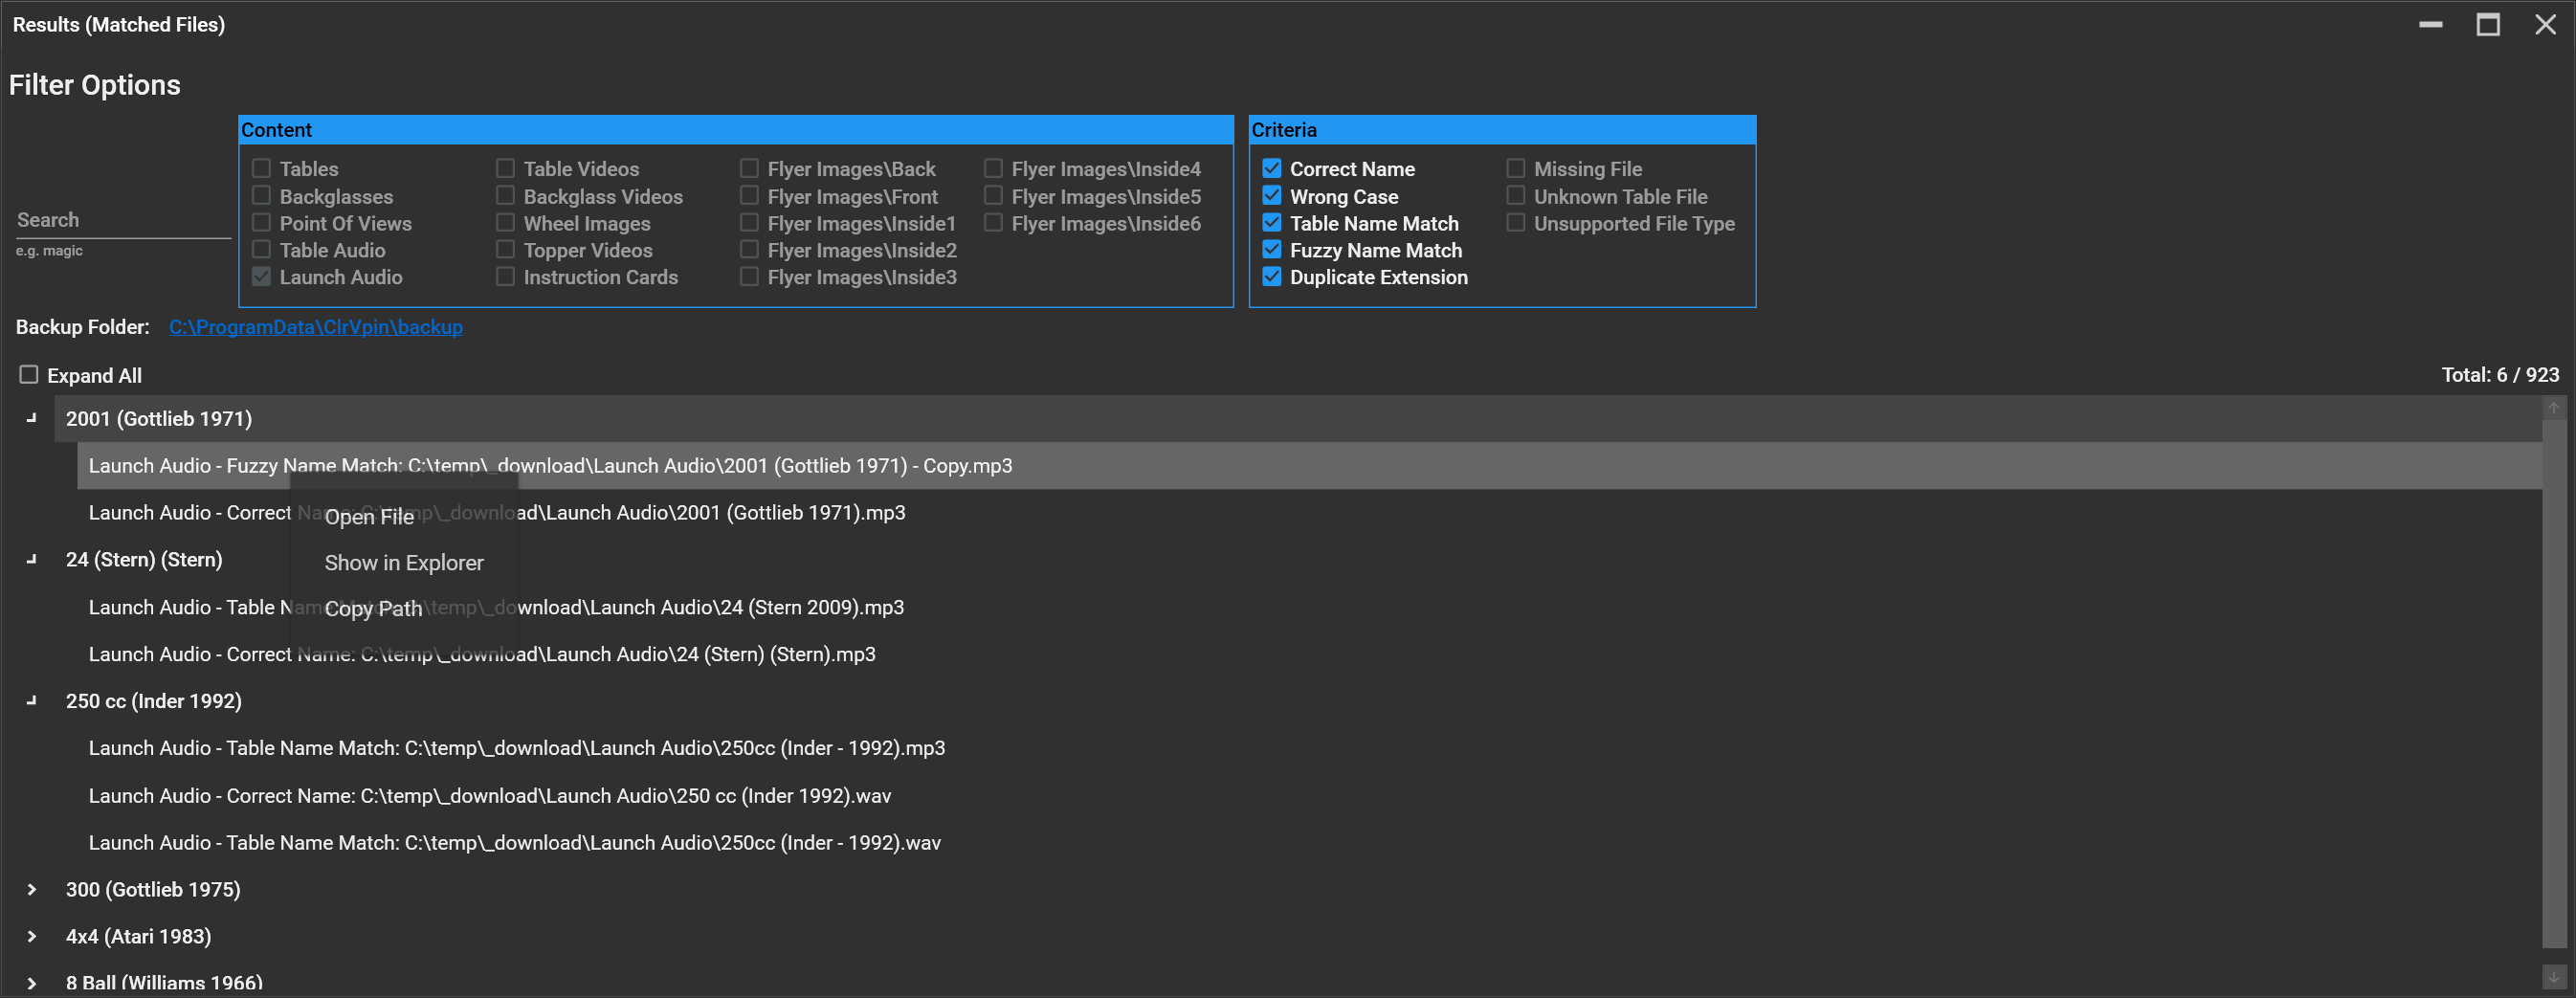 Results (Matched Files)
Filter Options
Search
e.g. magic
Content
Tables
Backglasses
Point Of Views
Table Audio
Launch Audio
Table Videos
Backglass Videos
Wheel Images
Topper Videos
Instruction Cards
Flyer Images\Back
Flyer Images\Front
Flyer Images\Inside1
Flyer Images\Inside2
Flyer Images\Inside3
Flyer Images\Inside4
Flyer Images\Inside5
Flyer Images\Inside6
Criteria
Correct Name
Wrong Case
Table Name Match
Fuzzy Name Match
Duplicate Extension
Missing File
Unknown Table File
Unsupported File Type
Backup Folder: C:\ProgramData\ClrVpin\backup
Expand All
Total: 6 / 923
2001 (Gottlieb 1971)
Launch Audio - Fuzzy Name Match: C:\temp\_download\Launch Audio\2001 (Gottlieb 1971) - Copy.mp3
Launch Audio - Correct Name: C:\temp\_download\Launch Audio\2001 (Gottlieb 1971).mp3
Open File
24 (Stern) (Stern)
Show in Explorer
Launch Audio - Table Name Match: C:\temp\_download\Launch Audio\24 (Stern 2009).mp3
Copy Path
Launch Audio - Correct Name: C:\temp\_download\Launch Audio\24 (Stern) (Stern).mp3
250 cc (Inder 1992)
Launch Audio - Table Name Match: C:\temp\_download\Launch Audio\250cc (Inder - 1992).mp3
Launch Audio - Correct Name: C:\temp\_download\Launch Audio\250 cc (Inder 1992).wav
Launch Audio - Table Name Match: C:\temp\_download\Launch Audio\250cc (Inder - 1992).wav
300 (Gottlieb 1975)
4x4 (Atari 1983)
8 Ball (Williams 1966)